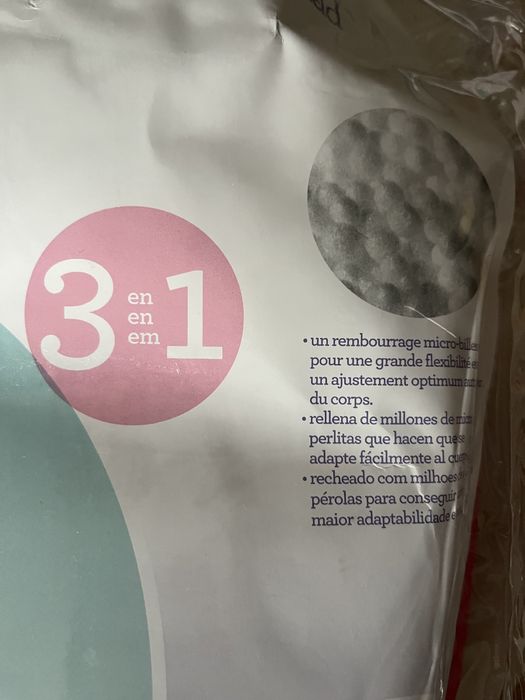 3 en 1
en
em
• un rembourrage micro-billes
pour une grande flexibilité
un ajustement optimum
du corps.
• rellena de millones de micro
perlitas que hacen que se
adapte fácilmente al
• recheado com milhoes
pérolas para conseguir
maior adaptabilidade